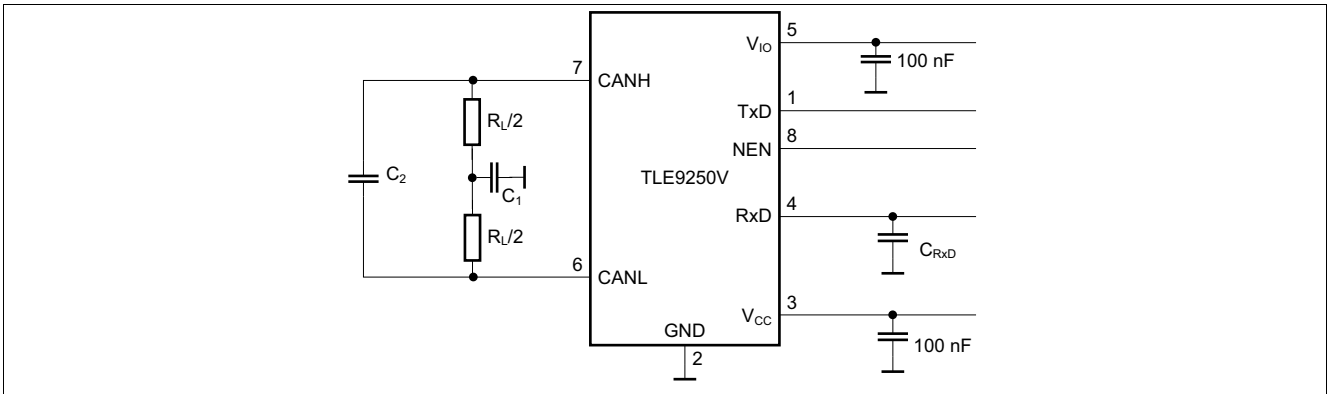 5
V_IO
100 nF
7
CANH
1
TxD
R_L/2
8
NEN
C_2
TLE9250V
C_1
4
RxD
R_L/2
C_RxD
6
CANL
3
V_CC
GND
100 nF
2